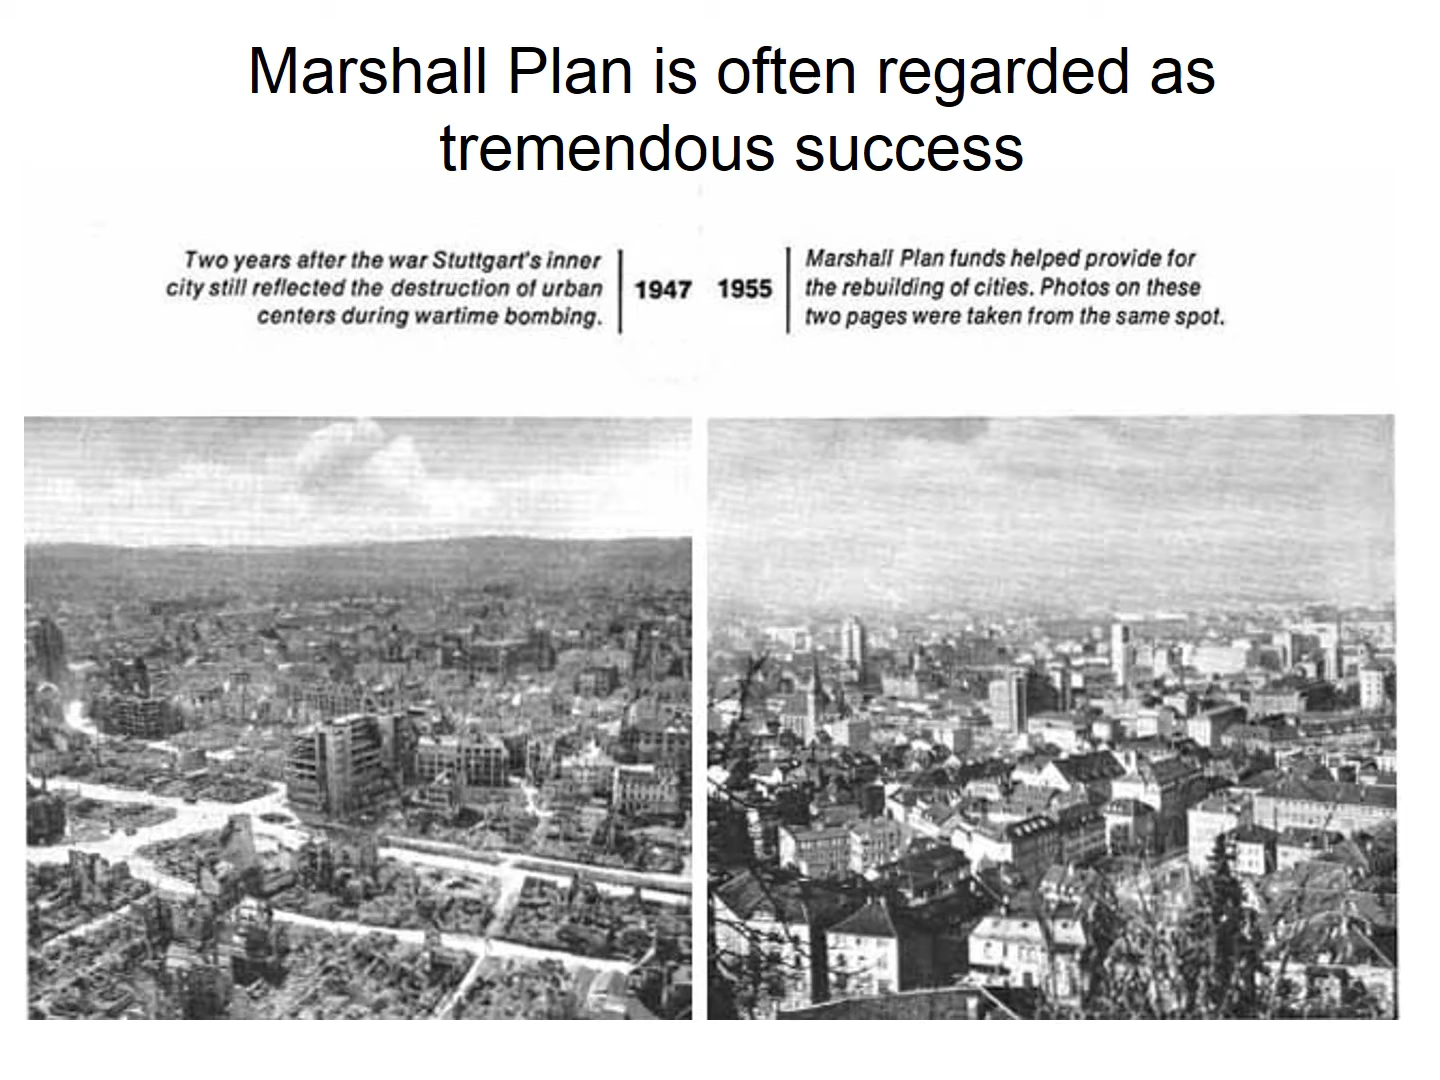 Marshall Plan is often regarded as
tremendous success
Two years after the war Stuttgart's inner
city still reflected the destruction of urban
centers during wartime bombing.
1947
1955
Marshall Plan funds helped provide for
the rebuilding of cities. Photos on these
two pages were taken from the same spot.